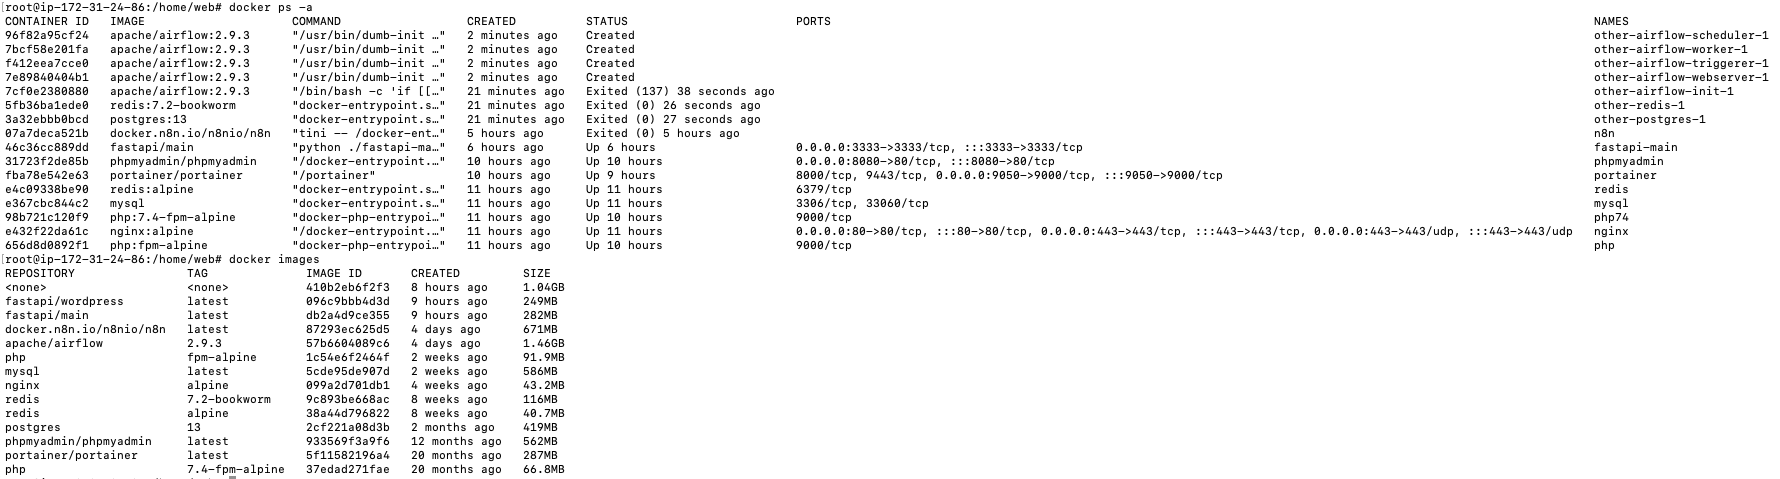 [root@ip-172-31-24-86:/home/web# docker ps -a
CONTAINER ID   IMAGE                     COMMAND                  CREATED          STATUS                        PORTS                                                                                                             NAMES
96f82a95cf24   apache/airflow:2.9.3      "/usr/bin/dumb-init …"   2 minutes ago    Created                                                                                                                                         other-airflow-scheduler-1
7bcf58e201fa   apache/airflow:2.9.3      "/usr/bin/dumb-init …"   2 minutes ago    Created                                                                                                                                         other-airflow-worker-1
f412eea7cce0   apache/airflow:2.9.3      "/usr/bin/dumb-init …"   2 minutes ago    Created                                                                                                                                         other-airflow-triggerer-1
7e89840404b1   apache/airflow:2.9.3      "/usr/bin/dumb-init …"   2 minutes ago    Created                                                                                                                                         other-airflow-webserver-1
7cf0e2380880   apache/airflow:2.9.3      "/bin/bash -c 'if [[…"   21 minutes ago   Exited (137) 38 seconds ago                                                                                                                     other-airflow-init-1
5fb36ba1ede0   redis:7.2-bookworm        "docker-entrypoint.s…"   21 minutes ago   Exited (0) 26 seconds ago                                                                                                                       other-redis-1
3a32ebbb0bcd   postgres:13               "docker-entrypoint.s…"   21 minutes ago   Exited (0) 27 seconds ago                                                                                                                       other-postgres-1
07a7deca521b   docker.n8n.io/n8nio/n8n   "tini -- /docker-ent…"   5 hours ago      Exited (0) 5 hours ago                                                                                                                          n8n
46c36cc889dd   fastapi/main              "python ./fastapi-ma…"   6 hours ago      Up 6 hours                    0.0.0.0:3333->3333/tcp, :::3333->3333/tcp                                                                         fastapi-main
31723f2de85b   phpmyadmin/phpmyadmin     "/docker-entrypoint.…"   10 hours ago     Up 10 hours                   0.0.0.0:8080->80/tcp, :::8080->80/tcp                                                                             phpmyadmin
fba78e542e63   portainer/portainer       "/portainer"             10 hours ago     Up 9 hours                    8000/tcp, 9443/tcp, 0.0.0.0:9050->9000/tcp, :::9050->9000/tcp                                                     portainer
e4c09338be90   redis:alpine              "docker-entrypoint.s…"   11 hours ago     Up 11 hours                   6379/tcp                                                                                                          redis
e367cbc844c2   mysql                     "docker-entrypoint.s…"   11 hours ago     Up 11 hours                   3306/tcp, 33060/tcp                                                                                               mysql
98b721c120f9   php:7.4-fpm-alpine        "docker-php-entrypoi…"   11 hours ago     Up 10 hours                   9000/tcp                                                                                                          php74
e432f22da61c   nginx:alpine              "/docker-entrypoint.…"   11 hours ago     Up 11 hours                   0.0.0.0:80->80/tcp, :::80->80/tcp, 0.0.0.0:443->443/tcp, :::443->443/tcp, 0.0.0.0:443->443/udp, :::443->443/udp   nginx
656d8d0892f1   php:fpm-alpine            "docker-php-entrypoi…"   11 hours ago     Up 10 hours                   9000/tcp                                                                                                          php
[root@ip-172-31-24-86:/home/web# docker images
REPOSITORY                TAG              IMAGE ID       CREATED         SIZE
<none>                    <none>           410b2eb6f2f3   8 hours ago     1.04GB
fastapi/wordpress         latest           096c9bbb4d3d   9 hours ago     249MB
fastapi/main              latest           db2a4d9ce355   9 hours ago     282MB
docker.n8n.io/n8nio/n8n   latest           87293ec625d5   4 days ago      671MB
apache/airflow            2.9.3            57b6604089c6   4 days ago      1.46GB
php                       fpm-alpine       1c54e6f2464f   2 weeks ago     91.9MB
mysql                     latest           5cde95de907d   2 weeks ago     586MB
nginx                     alpine           099a2d701db1   4 weeks ago     43.2MB
redis                     7.2-bookworm     9c893be668ac   8 weeks ago     116MB
redis                     alpine           38a44d796822   8 weeks ago     40.7MB
postgres                  13               2cf221a08d3b   2 months ago    419MB
phpmyadmin/phpmyadmin     latest           933569f3a9f6   12 months ago   562MB
portainer/portainer       latest           5f11582196a4   20 months ago   287MB
php                       7.4-fpm-alpine   37edad271fae   20 months ago   66.8MB